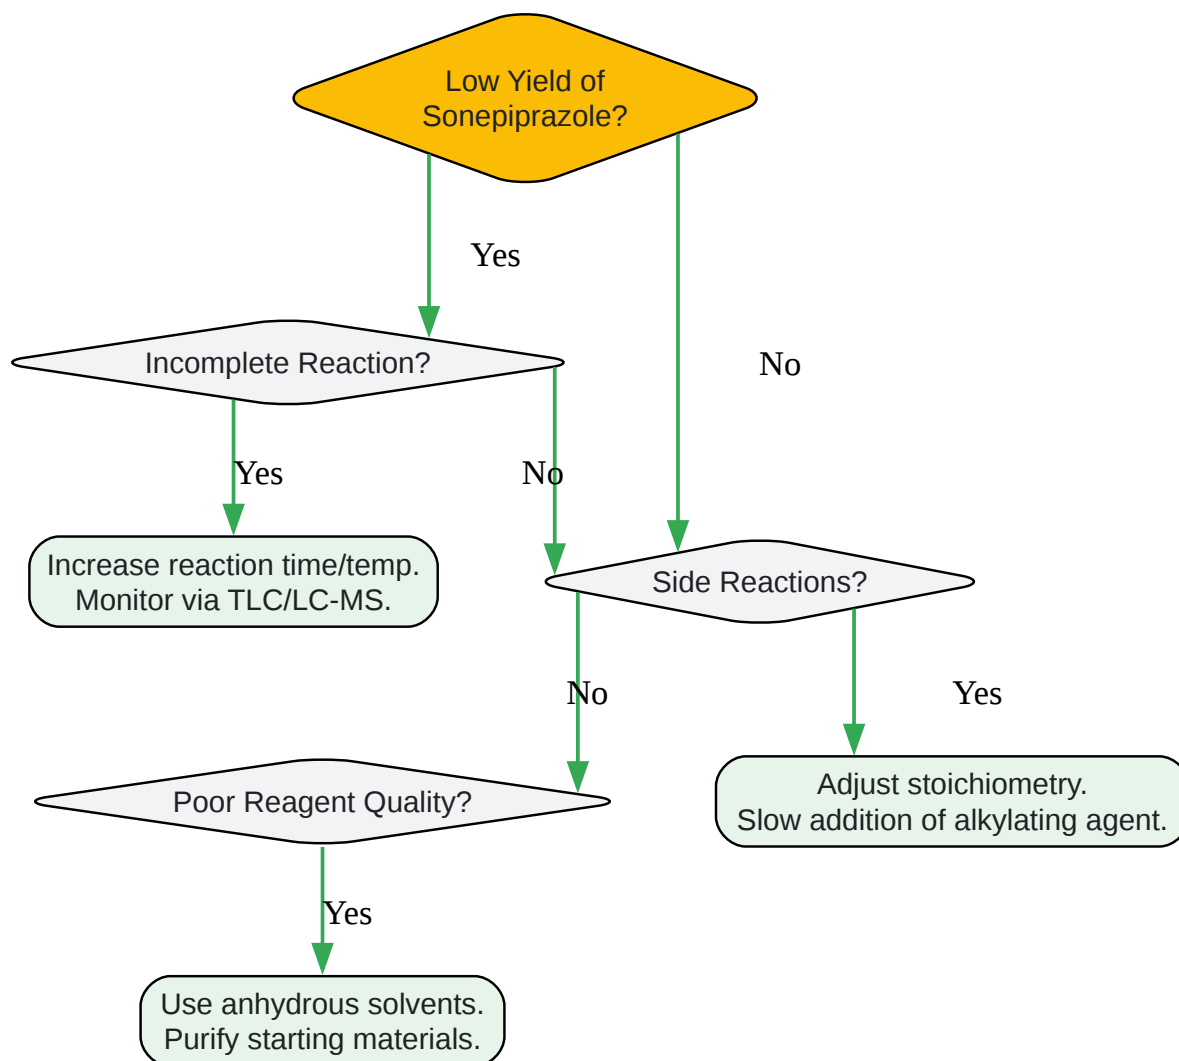 Low Yield of
Sonepiprazole?
Yes
Incomplete Reaction?
No
Yes
No
Increase reaction time/temp.
Monitor via TLC/LC-MS.
Side Reactions?
No
Yes
Poor Reagent Quality?
Adjust stoichiometry.
Slow addition of alkylating agent.
Yes
Use anhydrous solvents.
Purify starting materials.